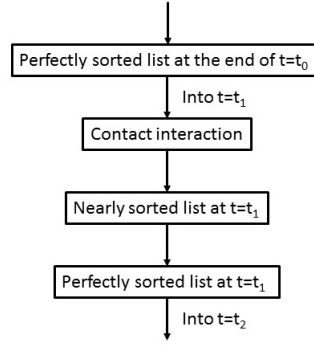 Perfectly sorted list at the end of t=t₀
Into t=t₁
Contact interaction
Nearly sorted list at t=t₁
Perfectly sorted list at t=t₁
Into t=t₂